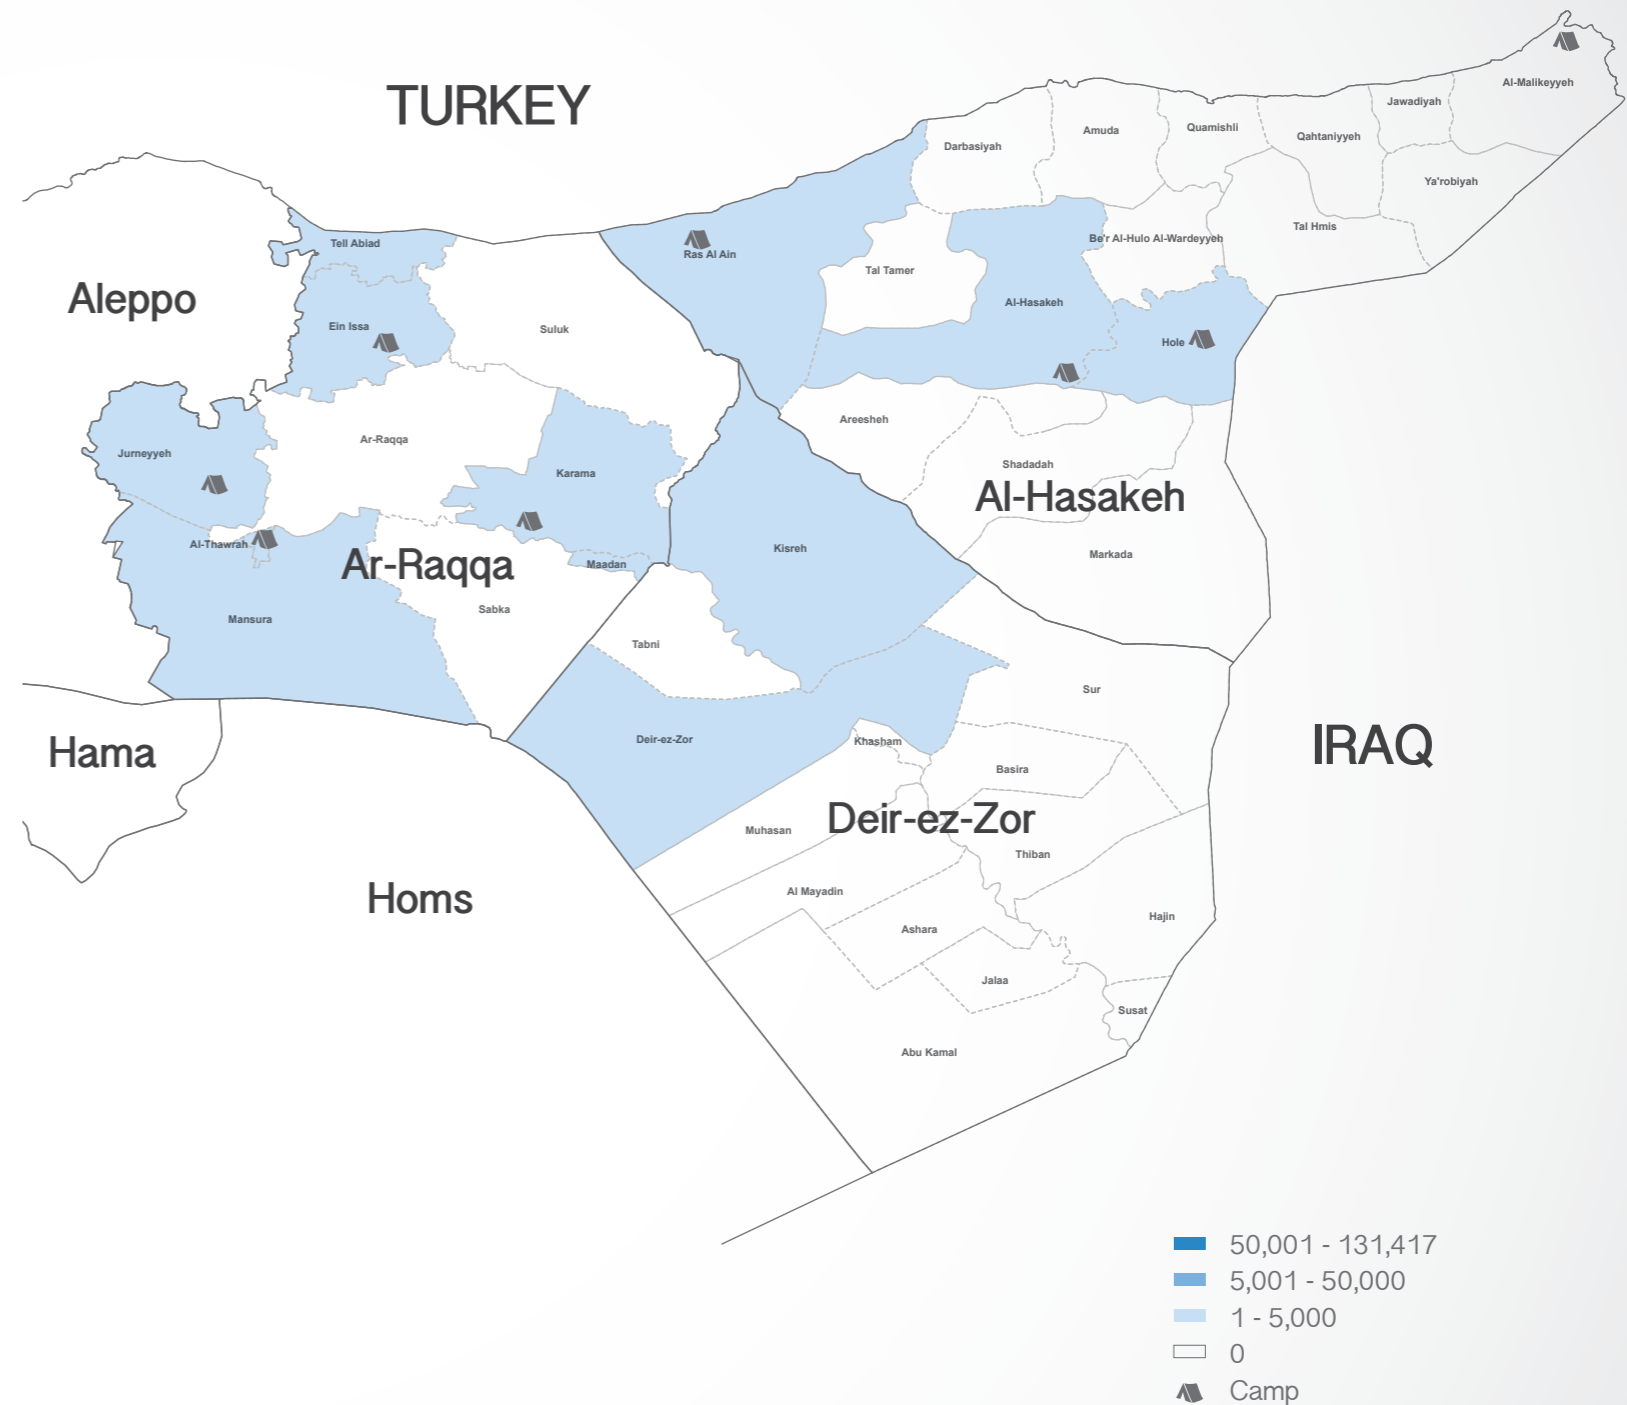 TURKEY
Al-Malikeyyeh
Jawadiyah
Quamishli
Amuda
Qahtaniyyeh
Darbasiyah
Ya'robiyah
Tal Hmis
Be'r Al-Hulo Al-Wardeyyeh
Tell Abiad
Ras Al Ain
Tal Tamer
Aleppo
Al-Hasakeh
Ein Issa
Suluk
Hole
Areesheh
Ar-Raqqa
Jurneyyeh
Shadadah
Karama
Al-Hasakeh
Al-Thawrah
Kisreh
Markada
Ar-Raqqa
Maadan
Sabka
Mansura
Tabni
Sur
Deir-ez-Zor
Khasham
IRAQ
Hama
Basira
Deir-ez-Zor
Muhasan
Thiban
Al Mayadin
Homs
Hajin
Ashara
Jalaa
Susat
Abu Kamal
50,001 - 131,417
5,001 - 50,000
1 - 5,000
0
Camp